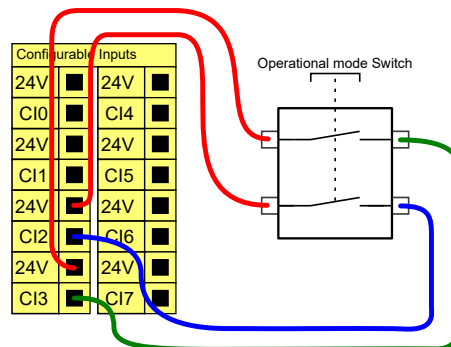 Configurable Inputs
24V 24V
CI0 CI4
24V 24V
CI1 CI5
24V 24V
CI2 CI6
24V 24V
CI3 CI7
Operational mode Switch